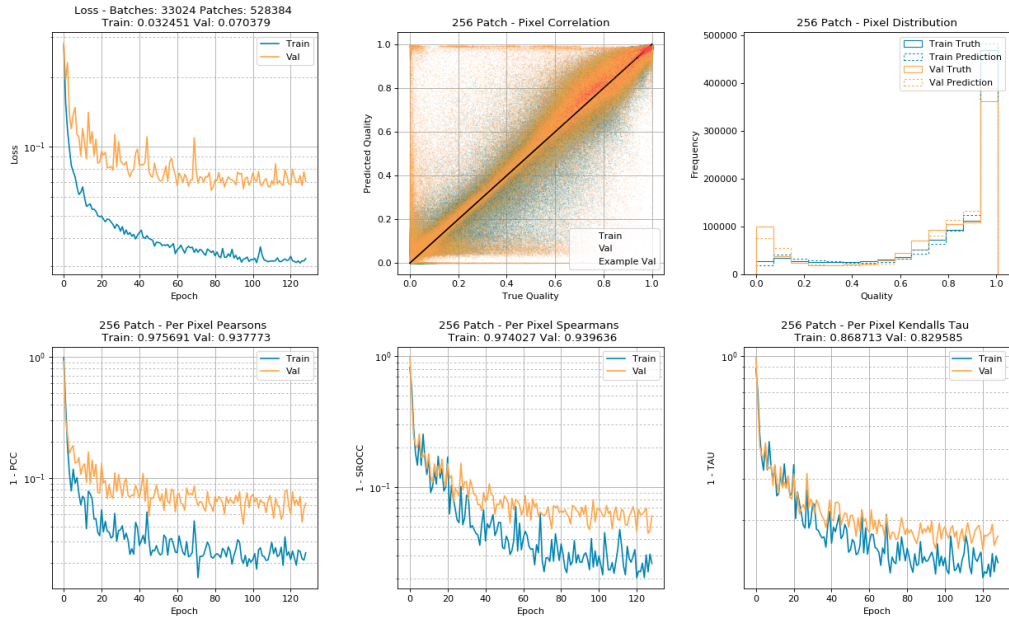 Loss - Batches: 33024 Patches: 528384
Train: 0.032451 Val: 0.070379
Train
Val
10⁻¹
Loss
0 20 40 60 80 100 120
Epoch
256 Patch - Pixel Correlation
1.0
0.8
0.6
0.4
0.2
0.0
Predicted Quality
Train
Val
Example Val
0.0 0.2 0.4 0.6 0.8 1.0
True Quality
256 Patch - Pixel Distribution
Train Truth
Train Prediction
Val Truth
Val Prediction
500000
400000
300000
200000
100000
0
Frequency
0.0 0.2 0.4 0.6 0.8 1.0
Quality
256 Patch - Per Pixel Pearsons
Train: 0.975691 Val: 0.937773
Train
Val
10⁰
10⁻¹
1 - PCC
0 20 40 60 80 100 120
Epoch
256 Patch - Per Pixel Spearmans
Train: 0.974027 Val: 0.939636
Train
Val
10⁰
10⁻¹
1 - SROCC
0 20 40 60 80 100 120
Epoch
256 Patch - Per Pixel Kendalls Tau
Train: 0.868713 Val: 0.829585
Train
Val
10⁰
1 - TAU
0 20 40 60 80 100 120
Epoch